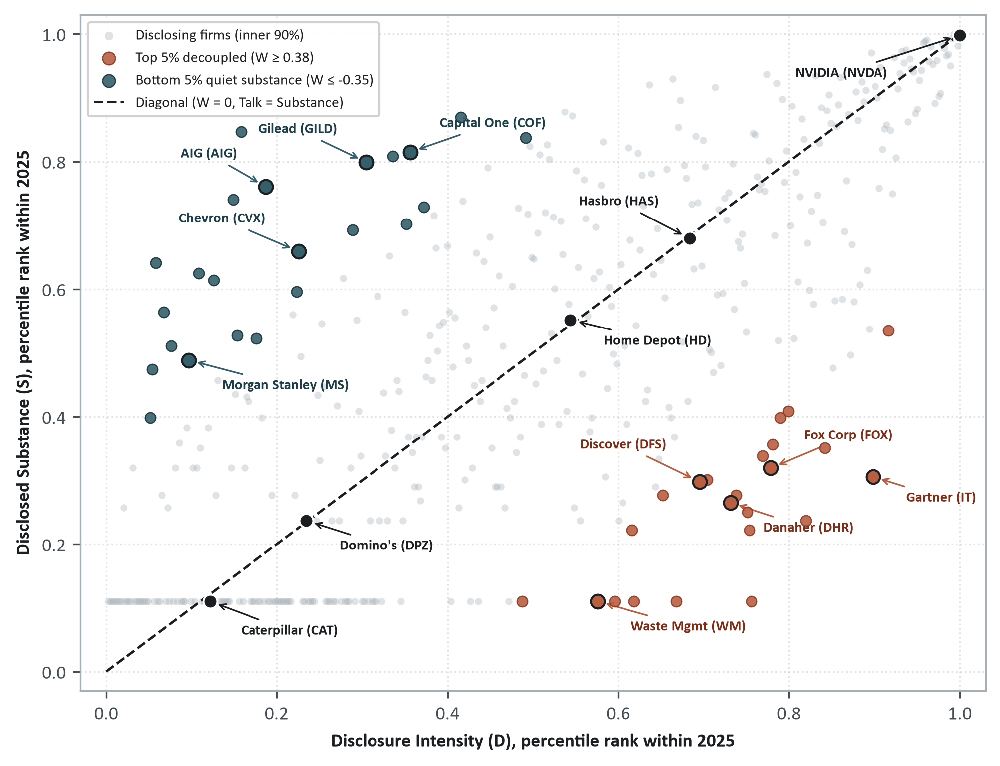 Disclosing firms (inner 90%)
Top 5% decoupled (W ≥ 0.38)
Bottom 5% quiet substance (W ≤ -0.35)
Diagonal (W = 0, Talk = Substance)
NVIDIA (NVDA)
Capital One (COF)
Gilead (GILD)
AIG (AIG)
Hasbro (HAS)
Chevron (CVX)
Home Depot (HD)
Morgan Stanley (MS)
Fox Corp (FOX)
Discover (DFS)
Gartner (IT)
Danaher (DHR)
Domino's (DPZ)
Waste Mgmt (WM)
Caterpillar (CAT)
1.0
0.8
0.6
0.4
0.2
0.0
Disclosed Substance (S), percentile rank within 2025
0.0 0.2 0.4 0.6 0.8 1.0
Disclosure Intensity (D), percentile rank within 2025